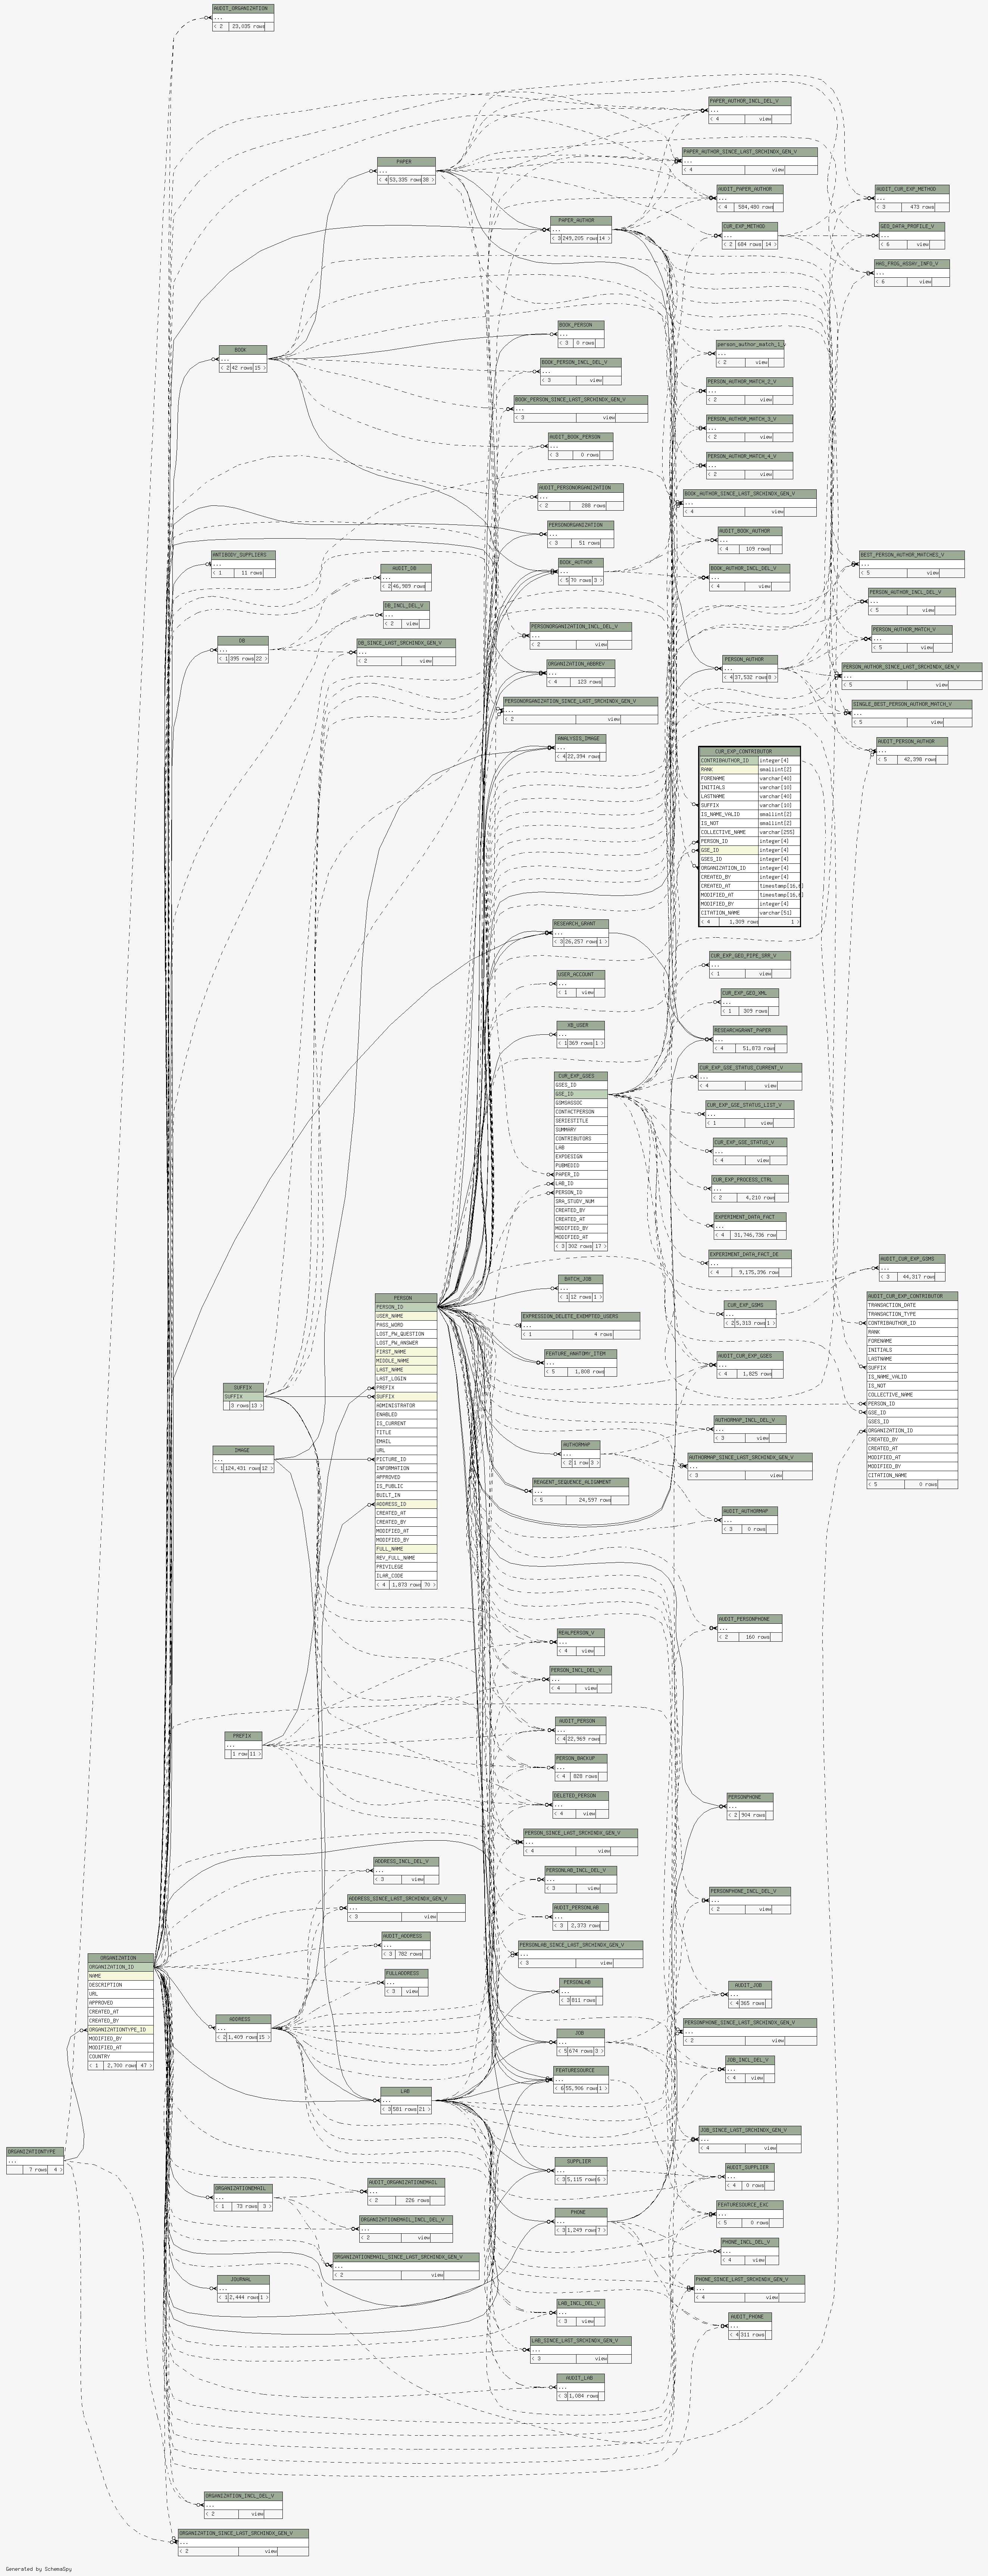 AUDIT_ORGANIZATION
...
< 2 23,035 rows
PAPER_AUTHOR_INCL_DEL_V
...
< 4 view
PAPER_AUTHOR_SINCE_LAST_SRCHINDX_GEN_V
...
< 4 view
PAPER
...
< 4 53,335 rows 38 >
AUDIT_PAPER_AUTHOR
...
< 4 584,480 rows
AUDIT_CUR_EXP_METHOD
...
< 3 473 rows
PAPER_AUTHOR
...
< 3 249,205 rows 14 >
CUR_EXP_METHOD
...
< 2 684 rows 14 >
GEO_DATA_PROFILE_V
...
< 6 view
HAS_FROG_ASSAY_INFO_V
...
< 6 view
BOOK_PERSON
...
< 3 0 rows
BOOK
...
< 2 42 rows 15 >
person_author_match_1_v
...
< 2 view
BOOK_PERSON_INCL_DEL_V
...
< 3 view
PERSON_AUTHOR_MATCH_2_V
...
< 2 view
BOOK_PERSON_SINCE_LAST_SRCHINDX_GEN_V
...
< 3 view
PERSON_AUTHOR_MATCH_3_V
...
< 2 view
AUDIT_BOOK_PERSON
...
< 3 0 rows
PERSON_AUTHOR_MATCH_4_V
...
< 2 view
AUDIT_PERSONORGANIZATION
...
< 2 288 rows
BOOK_AUTHOR_SINCE_LAST_SRCHINDX_GEN_V
...
< 4 view
PERSONORGANIZATION
...
< 3 51 rows
AUDIT_BOOK_AUTHOR
...
< 4 109 rows
ANTIBODY_SUPPLIERS
...
< 1 11 rows
AUDIT_DB
...
< 2 46,989 rows
BOOK_AUTHOR
...
< 5 70 rows 3 >
BOOK_AUTHOR_INCL_DEL_V
...
< 4 view
BEST_PERSON_AUTHOR_MATCHES_V
...
< 5 view
DB_INCL_DEL_V
...
< 2 view
PERSON_AUTHOR_INCL_DEL_V
...
< 5 view
DB
...
< 1 395 rows 22 >
DB_SINCE_LAST_SRCHINDX_GEN_V
...
< 2 view
PERSONORGANIZATION_INCL_DEL_V
...
< 2 view
PERSON_AUTHOR_MATCH_V
...
< 5 view
ORGANIZATION_ABBREV
...
< 4 123 rows
PERSON_AUTHOR
...
< 4 37,532 rows 8 >
PERSON_AUTHOR_SINCE_LAST_SRCHINDX_GEN_V
...
< 5 view
PERSONORGANIZATION_SINCE_LAST_SRCHINDX_GEN_V
...
< 2 view
SINGLE_BEST_PERSON_AUTHOR_MATCH_V
...
< 5 view
ANALYSIS_IMAGE
...
< 4 22,394 rows
AUDIT_PERSON_AUTHOR
...
< 5 42,398 rows
CUR_EXP_CONTRIBUTOR
CONTRIBAUTHOR_ID integer[4]
RANK smallint[2]
FORENAME varchar[40]
INITIALS varchar[10]
LASTNAME varchar[40]
SUFFIX varchar[10]
IS_NAME_VALID smallint[2]
IS_NOT smallint[2]
COLLECTIVE_NAME varchar[255]
PERSON_ID integer[4]
GSE_ID integer[4]
GSES_ID integer[4]
ORGANIZATION_ID integer[4]
CREATED_BY integer[4]
CREATED_AT timestamp[16,6]
MODIFIED_AT timestamp[16,6]
MODIFIED_BY integer[4]
CITATION_NAME varchar[51]
< 4 1,309 rows 1 >
RESEARCH_GRANT
...
< 3 26,257 rows 1 >
CUR_EXP_GEO_PIPE_SRR_V
...
< 1 view
USER_ACCOUNT
...
< 1 view
CUR_EXP_GEO_XML
...
< 1 309 rows
XB_USER
...
< 1 369 rows 1 >
RESEARCHGRANT_PAPER
...
< 4 51,873 rows
CUR_EXP_GSES
GSES_ID
GSE_ID
GSMSASSOC
CONTACTPERSON
SERIESTITLE
SUMMARY
CONTRIBUTORS
LAB
EXPDESIGN
PUBMEDID
PAPER_ID
LAB_ID
PERSON_ID
SRA_STUDY_NUM
CREATED_BY
CREATED_AT
MODIFIED_BY
MODIFIED_AT
< 3 302 rows 17 >
CUR_EXP_GSE_STATUS_CURRENT_V
...
< 4 view
CUR_EXP_GSE_STATUS_LIST_V
...
< 1 view
CUR_EXP_GSE_STATUS_V
...
< 4 view
CUR_EXP_PROCESS_CTRL
...
< 2 4,210 rows
EXPERIMENT_DATA_FACT
...
< 4 31,746,736 row
EXPERIMENT_DATA_FACT_DE
...
< 4 9,175,396 row
AUDIT_CUR_EXP_GSMS
...
< 3 44,317 rows
BATCH_JOB
...
< 1 12 rows 1 >
CUR_EXP_GSMS
...
< 2 5,313 rows 1 >
AUDIT_CUR_EXP_CONTRIBUTOR
TRANSACTION_DATE
TRANSACTION_TYPE
CONTRIBAUTHOR_ID
RANK
FORENAME
INITIALS
LASTNAME
SUFFIX
IS_NAME_VALID
IS_NOT
COLLECTIVE_NAME
PERSON_ID
GSE_ID
GSES_ID
ORGANIZATION_ID
CREATED_BY
CREATED_AT
MODIFIED_AT
MODIFIED_BY
CITATION_NAME
< 5 0 rows
PERSON
PERSON_ID
USER_NAME
PASS_WORD
LOST_PW_QUESTION
LOST_PW_ANSWER
FIRST_NAME
MIDDLE_NAME
LAST_NAME
LAST_LOGIN
PREFIX
SUFFIX
ADMINISTRATOR
ENABLED
IS_CURRENT
TITLE
EMAIL
URL
PICTURE_ID
INFORMATION
APPROVED
IS_PUBLIC
BUILT_IN
ADDRESS_ID
CREATED_AT
CREATED_BY
MODIFIED_AT
MODIFIED_BY
FULL_NAME
REV_FULL_NAME
PRIVILEGE
ILAR_CODE
< 4 1,873 rows 70 >
EXPRESSION_DELETE_EXEMPTED_USERS
...
< 1 4 rows
FEATURE_ANATOMY_ITEM
...
< 5 1,808 rows
AUDIT_CUR_EXP_GSES
...
< 4 1,825 rows
SUFFIX
SUFFIX
3 rows 13 >
AUTHORMAP_INCL_DEL_V
...
< 3 view
IMAGE
...
< 1 124,431 rows 12 >
AUTHORMAP
...
< 2 1 row 3 >
AUTHORMAP_SINCE_LAST_SRCHINDX_GEN_V
...
< 3 view
REAGENT_SEQUENCE_ALIGNMENT
...
< 5 24,597 rows
AUDIT_AUTHORMAP
...
< 3 0 rows
AUDIT_PERSONPHONE
...
< 2 160 rows
REALPERSON_V
...
< 4 view
PERSON_INCL_DEL_V
...
< 4 view
AUDIT_PERSON
...
< 4 22,969 rows
PREFIX
...
1 row 11 >
PERSON_BACKUP
...
< 4 828 rows
DELETED_PERSON
...
< 4 view
PERSONPHONE
...
< 2 904 rows
PERSON_SINCE_LAST_SRCHINDX_GEN_V
...
< 4 view
ADDRESS_INCL_DEL_V
...
< 3 view
PERSONLAB_INCL_DEL_V
...
< 3 view
PERSONPHONE_INCL_DEL_V
...
< 2 view
ADDRESS_SINCE_LAST_SRCHINDX_GEN_V
...
< 3 view
AUDIT_PERSONLAB
...
< 3 2,373 rows
AUDIT_ADDRESS
...
< 3 782 rows
PERSONLAB_SINCE_LAST_SRCHINDX_GEN_V
...
< 3 view
ORGANIZATION
ORGANIZATION_ID
NAME
DESCRIPTION
URL
APPROVED
CREATED_AT
CREATED_BY
ORGANIZATIONTYPE_ID
MODIFIED_BY
MODIFIED_AT
COUNTRY
< 1 2,700 rows 47 >
FULLADDRESS
...
< 3 view
PERSONLAB
...
< 3 811 rows
AUDIT_JOB
...
< 4 365 rows
ADDRESS
...
< 2 1,409 rows 15 >
PERSONPHONE_SINCE_LAST_SRCHINDX_GEN_V
...
< 2 view
JOB
...
< 5 674 rows 3 >
JOB_INCL_DEL_V
...
< 4 view
FEATURESOURCE
...
< 6 55,906 rows 1 >
LAB
...
< 3 581 rows 21 >
JOB_SINCE_LAST_SRCHINDX_GEN_V
...
< 4 view
ORGANIZATIONTYPE
...
7 rows 4 >
SUPPLIER
...
< 3 5,115 rows 6 >
AUDIT_SUPPLIER
...
< 4 0 rows
ORGANIZATIONEMAIL
...
< 1 73 rows 3 >
AUDIT_ORGANIZATIONEMAIL
...
< 2 226 rows
FEATURESOURCE_EXC
...
< 5 0 rows
PHONE
...
< 3 1,249 rows 7 >
ORGANIZATIONEMAIL_INCL_DEL_V
...
< 2 view
PHONE_INCL_DEL_V
...
< 4 view
ORGANIZATIONEMAIL_SINCE_LAST_SRCHINDX_GEN_V
...
< 2 view
JOURNAL
...
< 1 2,444 rows 1 >
PHONE_SINCE_LAST_SRCHINDX_GEN_V
...
< 4 view
LAB_INCL_DEL_V
...
< 3 view
AUDIT_PHONE
...
< 4 311 rows
LAB_SINCE_LAST_SRCHINDX_GEN_V
...
< 3 view
AUDIT_LAB
...
< 3 1,084 rows
ORGANIZATION_INCL_DEL_V
...
< 2 view
ORGANIZATION_SINCE_LAST_SRCHINDX_GEN_V
...
< 2 view
Generated by SchemaSpy